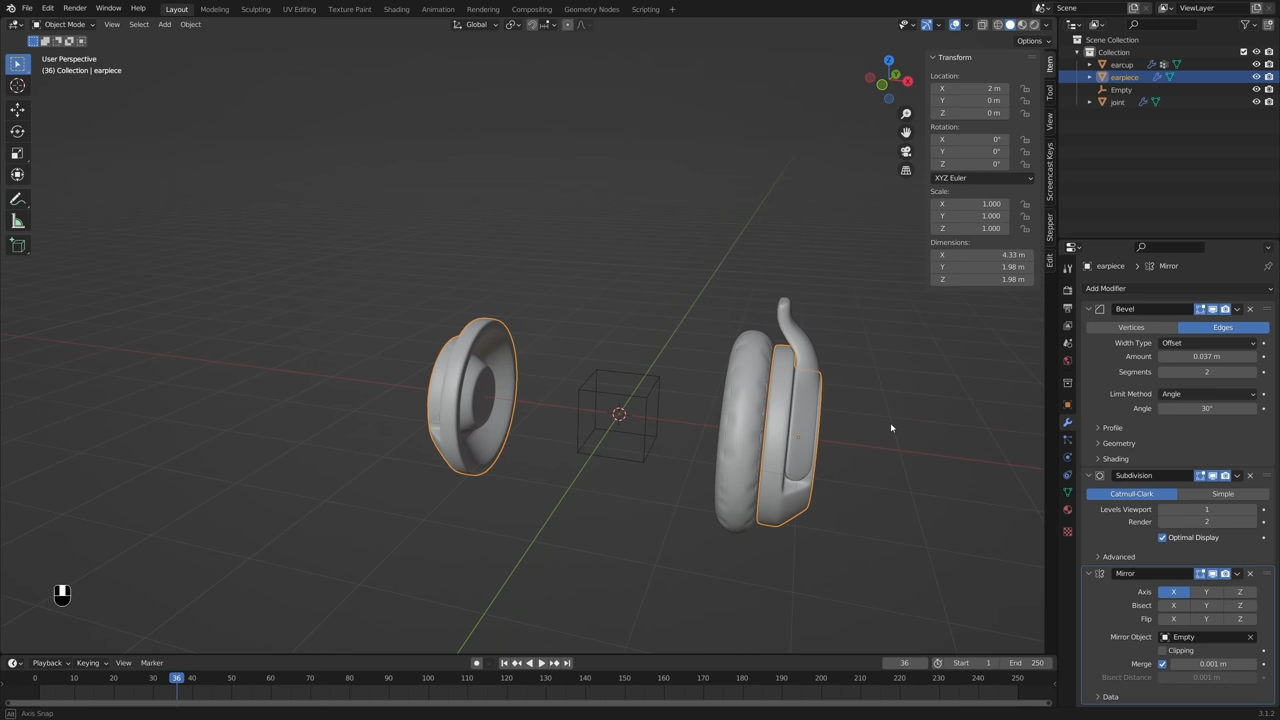 File Edit Render Window Help Layout Modeling Sculpting UV Editing Texture Paint Shading Animation Rendering Compositing Geometry Nodes Scripting + Scene ViewLayer
Object Mode View Select Add Object Global
Options
User Perspective
(36) Collection | earpiece
Transform
Location:
X 2 m
Y 0 m
Z 0 m
Rotation:
X 0°
Y 0°
Z 0°
XYZ Euler
Scale:
X 1.000
Y 1.000
Z 1.000
Dimensions:
X 4.33 m
Y 1.98 m
Z 1.98 m
Item
Tool
View
Screencast Keys
Stepper
Edit
X
Z
Scene Collection
Collection
earcup
earpiece
Empty
joint
earpiece > Mirror
Add Modifier
Bevel
Vertices Edges
Width Type Offset
Amount 0.037 m
Segments 2
Limit Method Angle
Angle 30°
Profile
Geometry
Shading
Subdivision
Catmull-Clark Simple
Levels Viewport 1
Render 2
Optimal Display
Advanced
Mirror
Axis X Y Z
Bisect X Y Z
Flip X Y Z
Mirror Object Empty
Clipping
Merge 0.001 m
Bisect Distance 0.001 m
Data
Playback Keying View Marker 36 Start 1 End 250
0 10 20 30 36 40 50 60 70 80 90 100 110 120 130 140 150 160 170 180 190 200 210 220 230 240 250
Alt Axis Snap 3.1.2